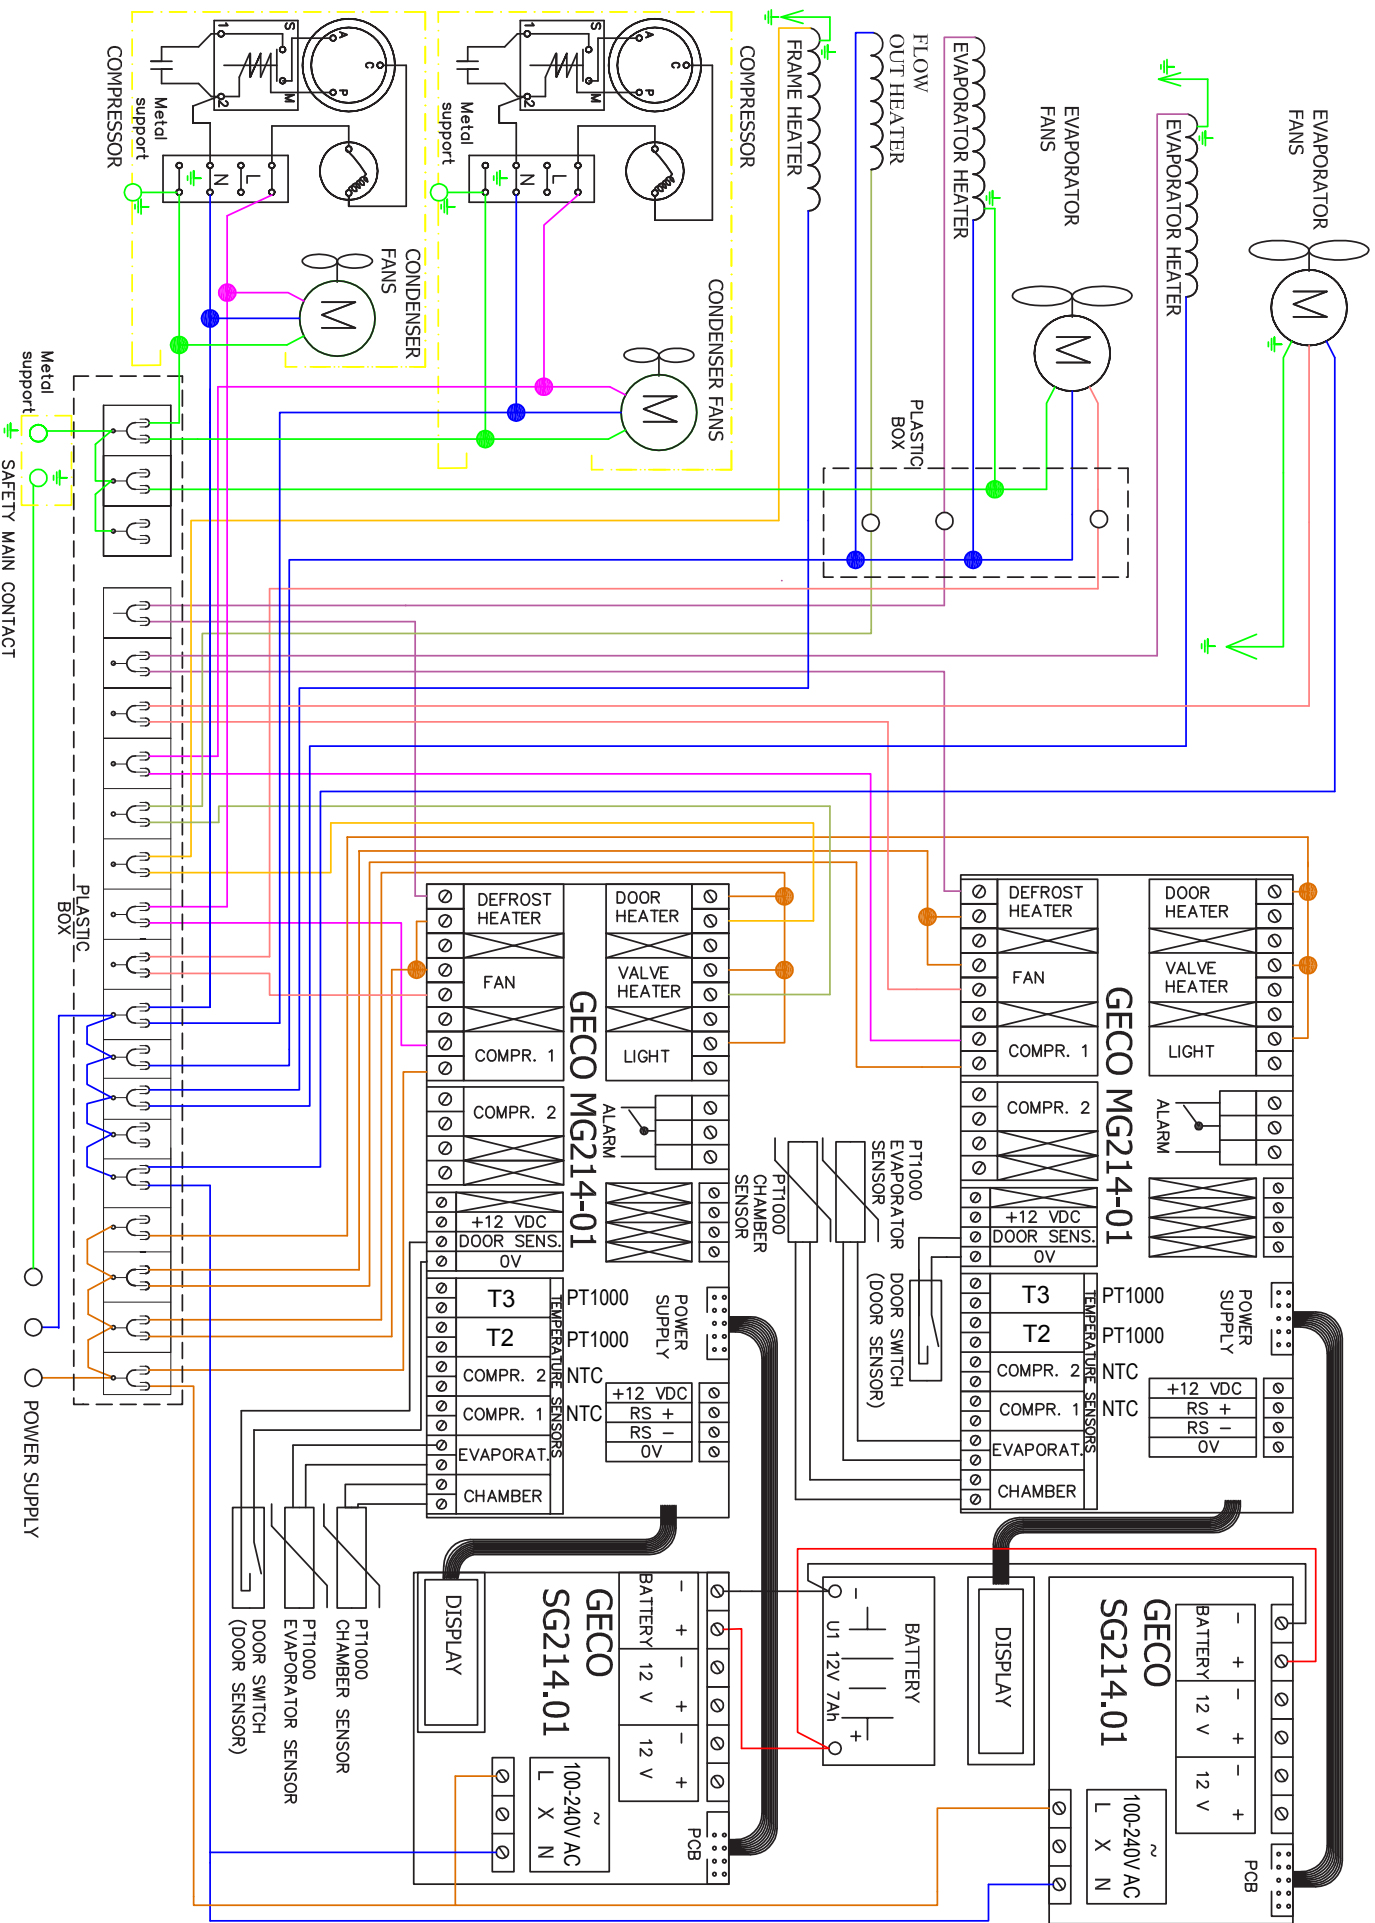 EVAPORATOR
FANS
M
EVAPORATOR HEATER
EVAPORATOR
FANS
M
EVAPORATOR HEATER
FLOW
OUT HEATER
FRAME HEATER
PLASTIC
BOX
COMPRESSOR
A
C
P
S
M
1
2
L
N
Metal
support
CONDENSER FANS
M
COMPRESSOR
A
C
P
S
M
1
2
L
N
Metal
support
CONDENSER
FANS
M
Metal
support
SAFETY MAIN CONTACT
PLASTIC
BOX
POWER SUPPLY
DOOR
HEATER
VALVE
HEATER
LIGHT
ALARM
GECO MG214-01
DEFROST
HEATER
FAN
COMPR. 1
COMPR. 2
+12 VDC
DOOR SENS.
0V
T3
T2
COMPR. 2
COMPR. 1
EVAPORAT.
CHAMBER
TEMPERATURE SENSORS
PT1000
PT1000
NTC
NTC
POWER
SUPPLY
+12 VDC
RS +
RS -
0V
PT1000
EVAPORATOR
SENSOR
PT1000
CHAMBER
SENSOR
DOOR SWITCH
(DOOR SENSOR)
DOOR
HEATER
VALVE
HEATER
LIGHT
ALARM
GECO MG214-01
DEFROST
HEATER
FAN
COMPR. 1
COMPR. 2
+12 VDC
DOOR SENS.
0V
T3
T2
COMPR. 2
COMPR. 1
EVAPORAT.
CHAMBER
TEMPERATURE SENSORS
PT1000
PT1000
NTC
NTC
POWER
SUPPLY
+12 VDC
RS +
RS -
0V
PT1000
CHAMBER SENSOR
PT1000
EVAPORATOR SENSOR
DOOR SWITCH
(DOOR SENSOR)
- + - + - +
BATTERY 12 V 12 V
GECO
SG214.01
DISPLAY
~
100-240V AC
L X N
PCB
BATTERY
- +
U1 12V 7Ah
- + - + - +
BATTERY 12 V 12 V
GECO
SG214.01
DISPLAY
~
100-240V AC
L X N
PCB